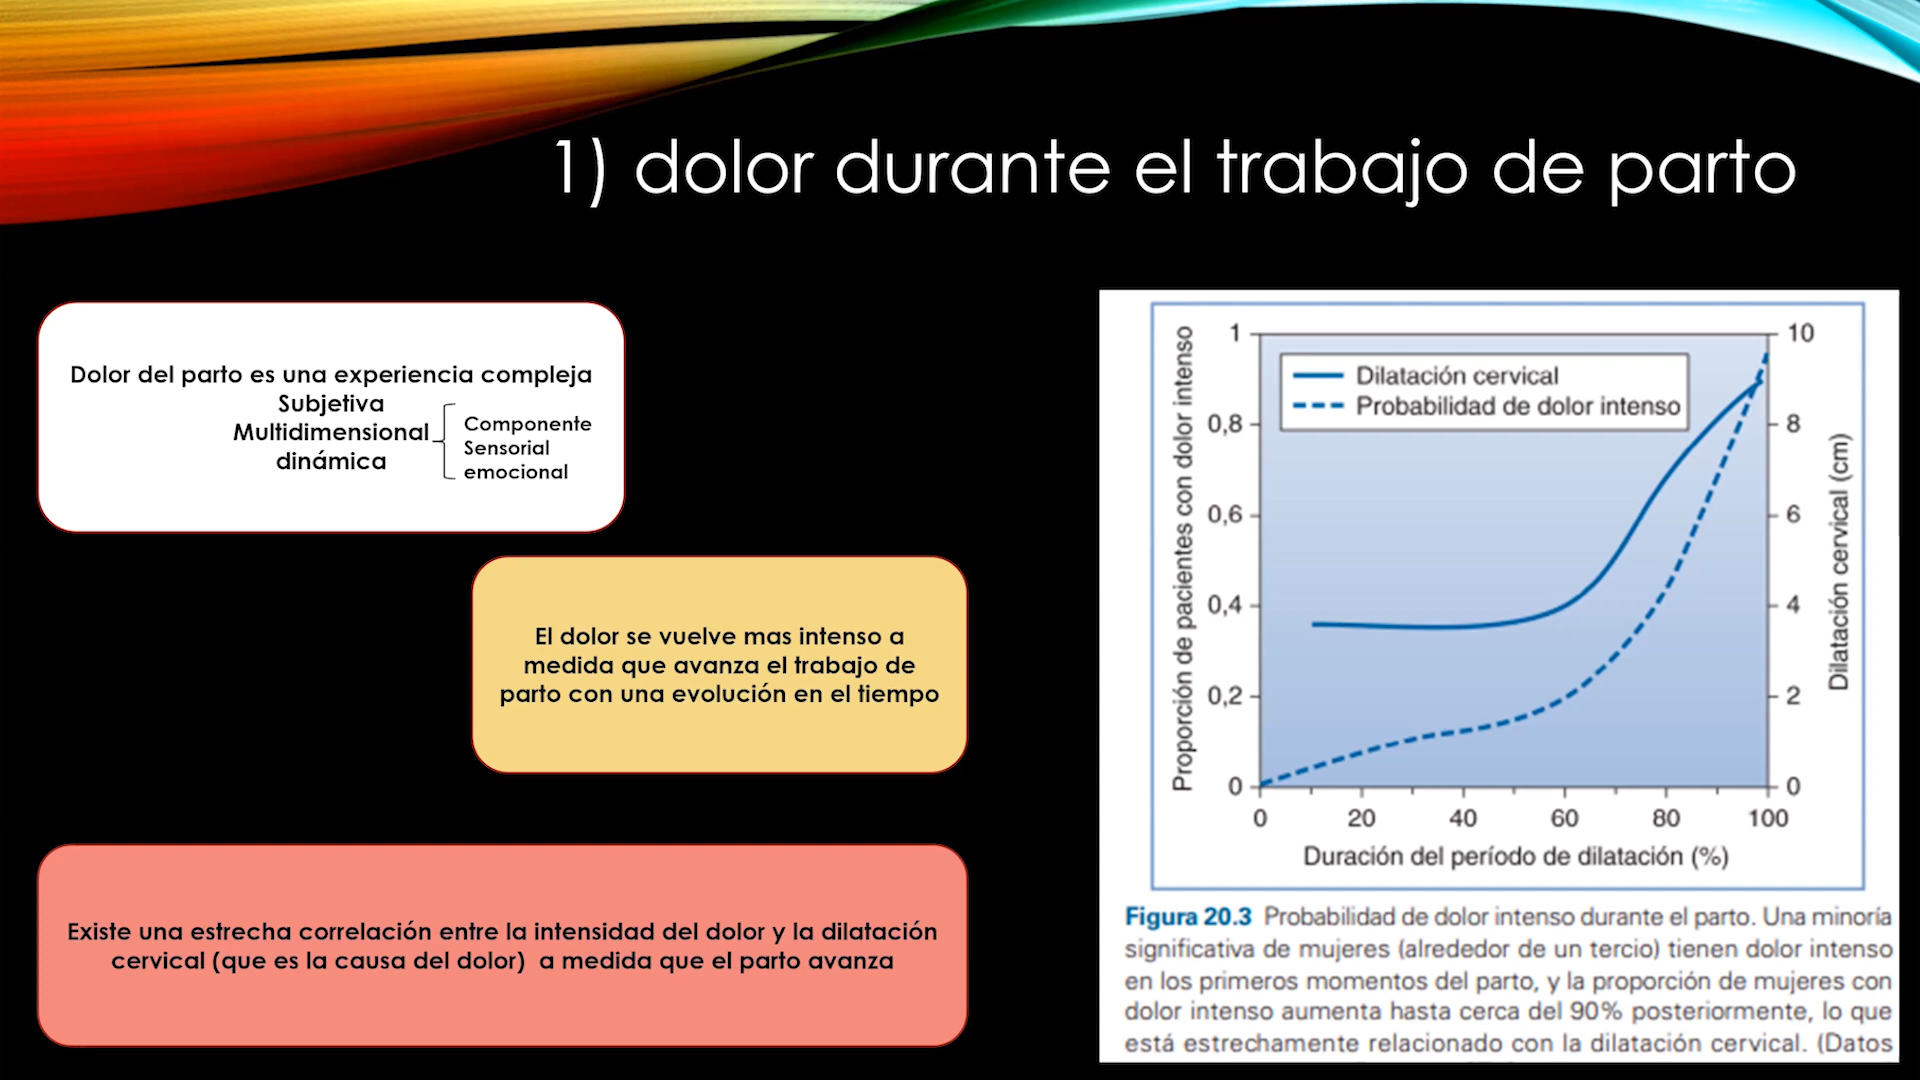 1) dolor durante el trabajo de parto
Dolor del parto es una experiencia compleja
Subjetiva
Multidimensional
dinámica
Componente
Sensorial
emocional
El dolor se vuelve mas intenso a
medida que avanza el trabajo de
parto con una evolución en el tiempo
Existe una estrecha correlación entre la intensidad del dolor y la dilatación
cervical (que es la causa del dolor) a medida que el parto avanza
Proporción de pacientes con dolor intenso
1
0,8
0,6
0,4
0,2
0
Dilatación cervical
Probabilidad de dolor intenso
10
8
6
4
2
0
Dilatación cervical (cm)
0 20 40 60 80 100
Duración del período de dilatación (%)
Figura 20.3 Probabilidad de dolor intenso durante el parto. Una minoría
significativa de mujeres (alrededor de un tercio) tienen dolor intenso
en los primeros momentos del parto, y la proporción de mujeres con
dolor intenso aumenta hasta cerca del 90% posteriormente, lo que
está estrechamente relacionado con la dilatación cervical. (Datos